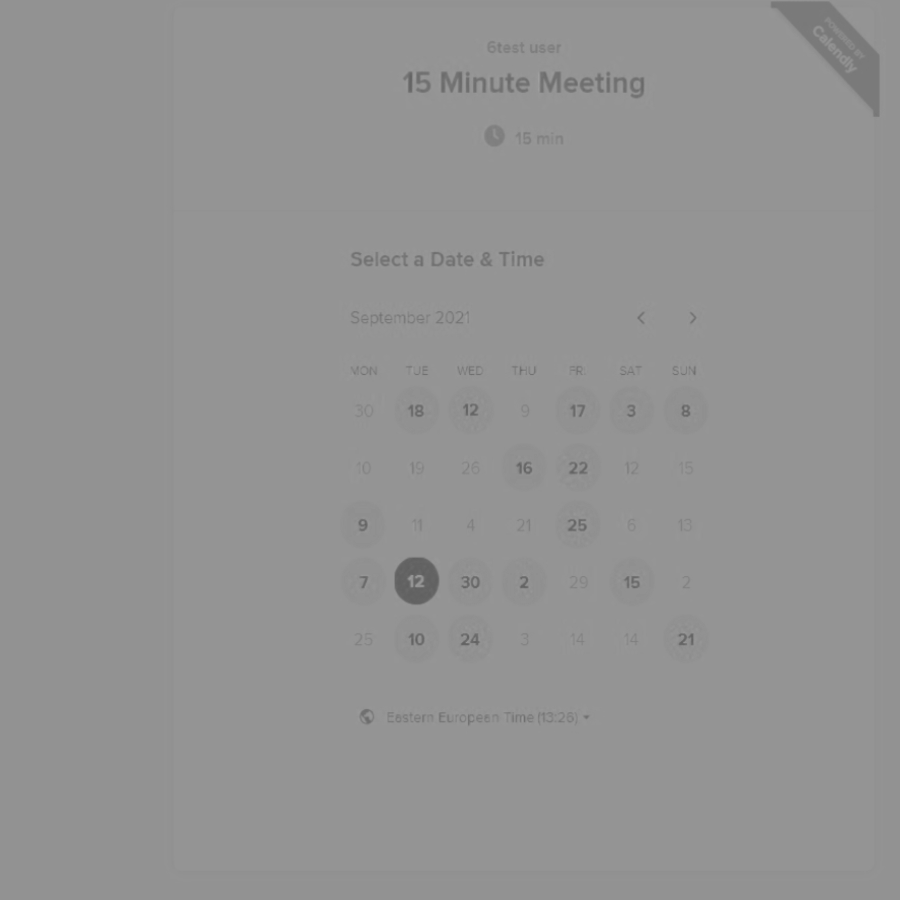 POWERED BY
Calendly
6test user
15 Minute Meeting
15 min
Select a Date & Time
September 2021
MON TUE WED THU FRI SAT SUN
30 18 12 9 17 3 8
10 19 26 16 22 12 15
9 11 4 21 25 6 13
7 12 30 2 29 15 2
25 10 24 3 14 14 21
Eastern European Time (13:26)